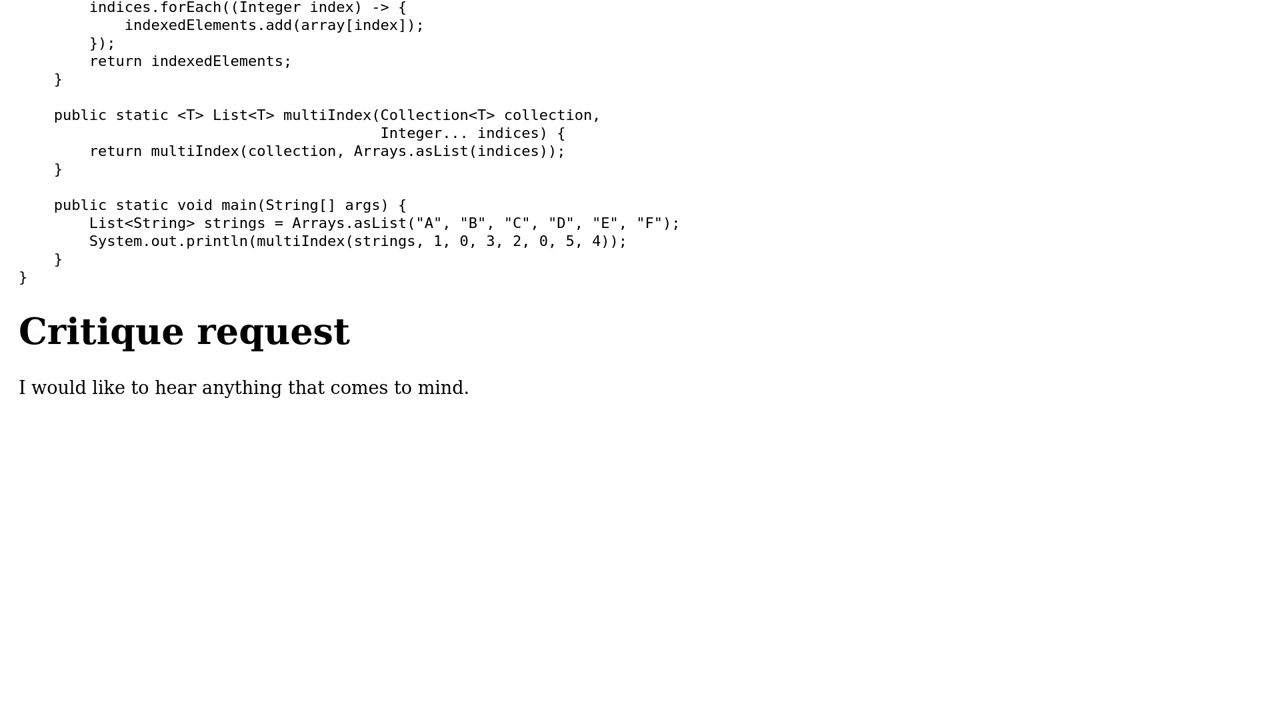 indices.forEach((Integer index) -> {
            indexedElements.add(array[index]);
        });
        return indexedElements;
    }

    public static <T> List<T> multiIndex(Collection<T> collection,
                                         Integer... indices) {
        return multiIndex(collection, Arrays.asList(indices));
    }

    public static void main(String[] args) {
        List<String> strings = Arrays.asList("A", "B", "C", "D", "E", "F");
        System.out.println(multiIndex(strings, 1, 0, 3, 2, 0, 5, 4));
    }
}
Critique request
I would like to hear anything that comes to mind.